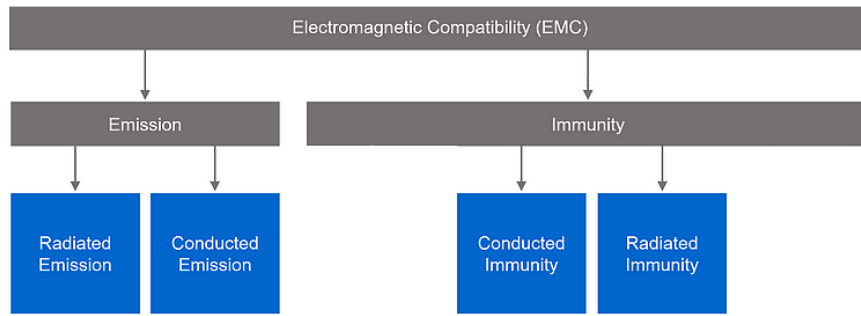 Electromagnetic Compatibility (EMC)
Emission
Immunity
Radiated
Emission
Conducted
Emission
Conducted
Immunity
Radiated
Immunity